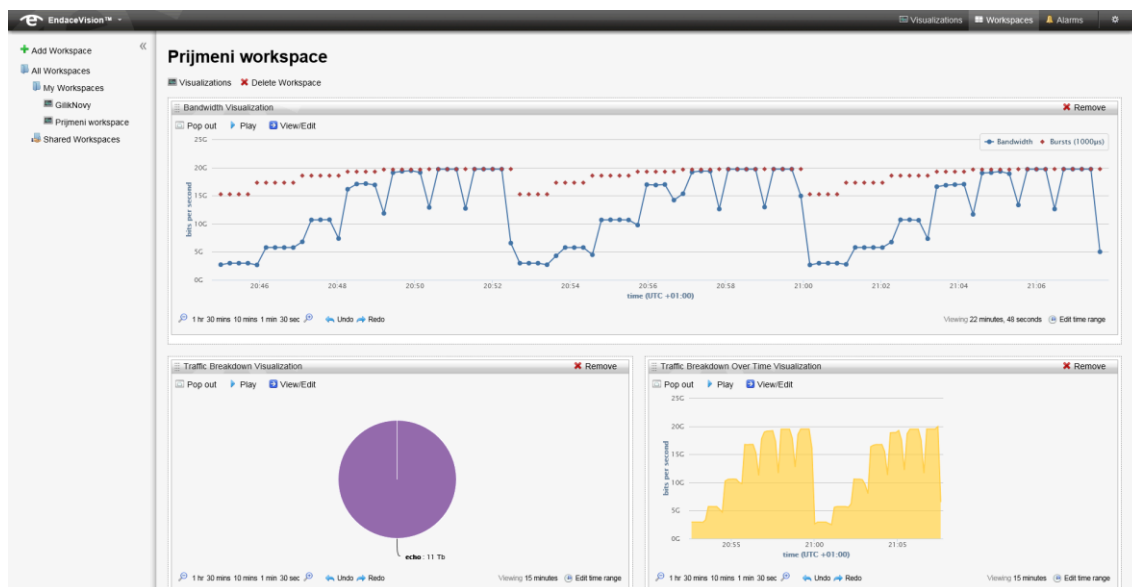 EndaceVision™
Visualizations Workspaces Alarms
Add Workspace
All Workspaces
My Workspaces
GilikNovy
Prijmeni workspace
Shared Workspaces
Prijmeni workspace
Visualizations Delete Workspace
Bandwidth Visualization Remove
Pop out Play View/Edit
Bandwidth Bursts (1000µs)
25G
20G
15G
10G
5G
0G
bits per second
20:46 20:48 20:50 20:52 20:54 20:56 20:58 21:00 21:02 21:04 21:06
time (UTC +01:00)
1 hr 30 mins 10 mins 1 min 30 sec Undo Redo Viewing 22 minutes, 48 seconds Edit time range
Traffic Breakdown Visualization Remove
Pop out Play View/Edit
echo : 11 Tb
1 hr 30 mins 10 mins 1 min 30 sec Undo Redo Viewing 15 minutes Edit time range
Traffic Breakdown Over Time Visualization Remove
Pop out Play View/Edit
25G
20G
15G
10G
5G
0G
bits per second
20:55 21:00 21:05
time (UTC +01:00)
1 hr 30 mins 10 mins 1 min 30 sec Undo Redo Viewing 15 minutes Edit time range